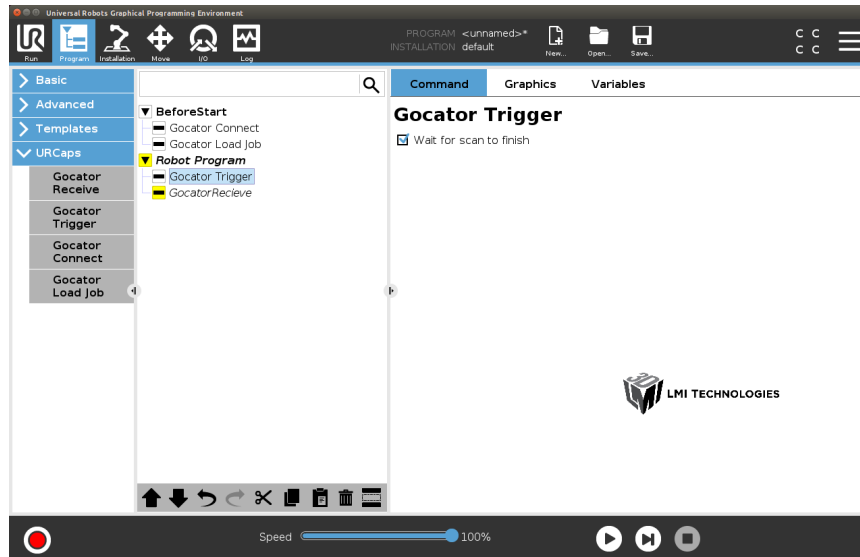 Universal Robots Graphical Programming Environment
UR
Run
Program
Installation
Move
I/O
Log
PROGRAM <unnamed>*
INSTALLATION default
New...
Open...
Save...
C C
C C
Basic
Advanced
Templates
URCaps
Gocator
Receive
Gocator
Trigger
Gocator
Connect
Gocator
Load Job
BeforeStart
Gocator Connect
Gocator Load Job
Robot Program
Gocator Trigger
GocatorRecieve
Command
Graphics
Variables
Gocator Trigger
Wait for scan to finish
3D
LMI TECHNOLOGIES
Speed
100%